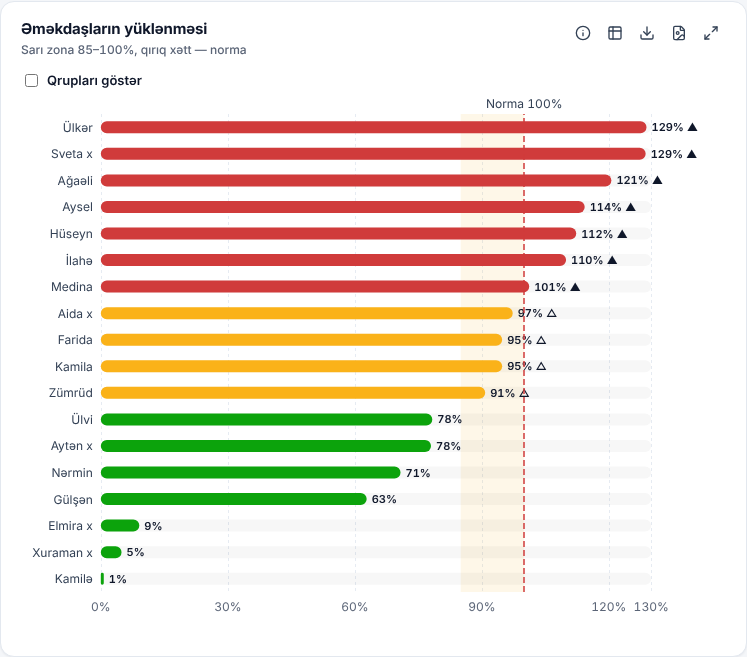 Əməkdaşların yüklənməsi
Sarı zona 85–100%, qırıq xətt — norma
Qrupları göstər
Norma 100%
Ülkər 129% ▲
Sveta x 129% ▲
Ağaəli 121% ▲
Aysel 114% ▲
Hüseyn 112% ▲
İlahə 110% ▲
Medina 101% ▲
Aida x 97% △
Farida 95% △
Kamila 95% △
Zümrüd 91% △
Ülvi 78%
Aytən x 78%
Nərmin 71%
Gülşən 63%
Elmira x 9%
Xuraman x 5%
Kamilə 1%
0% 30% 60% 90% 120% 130%